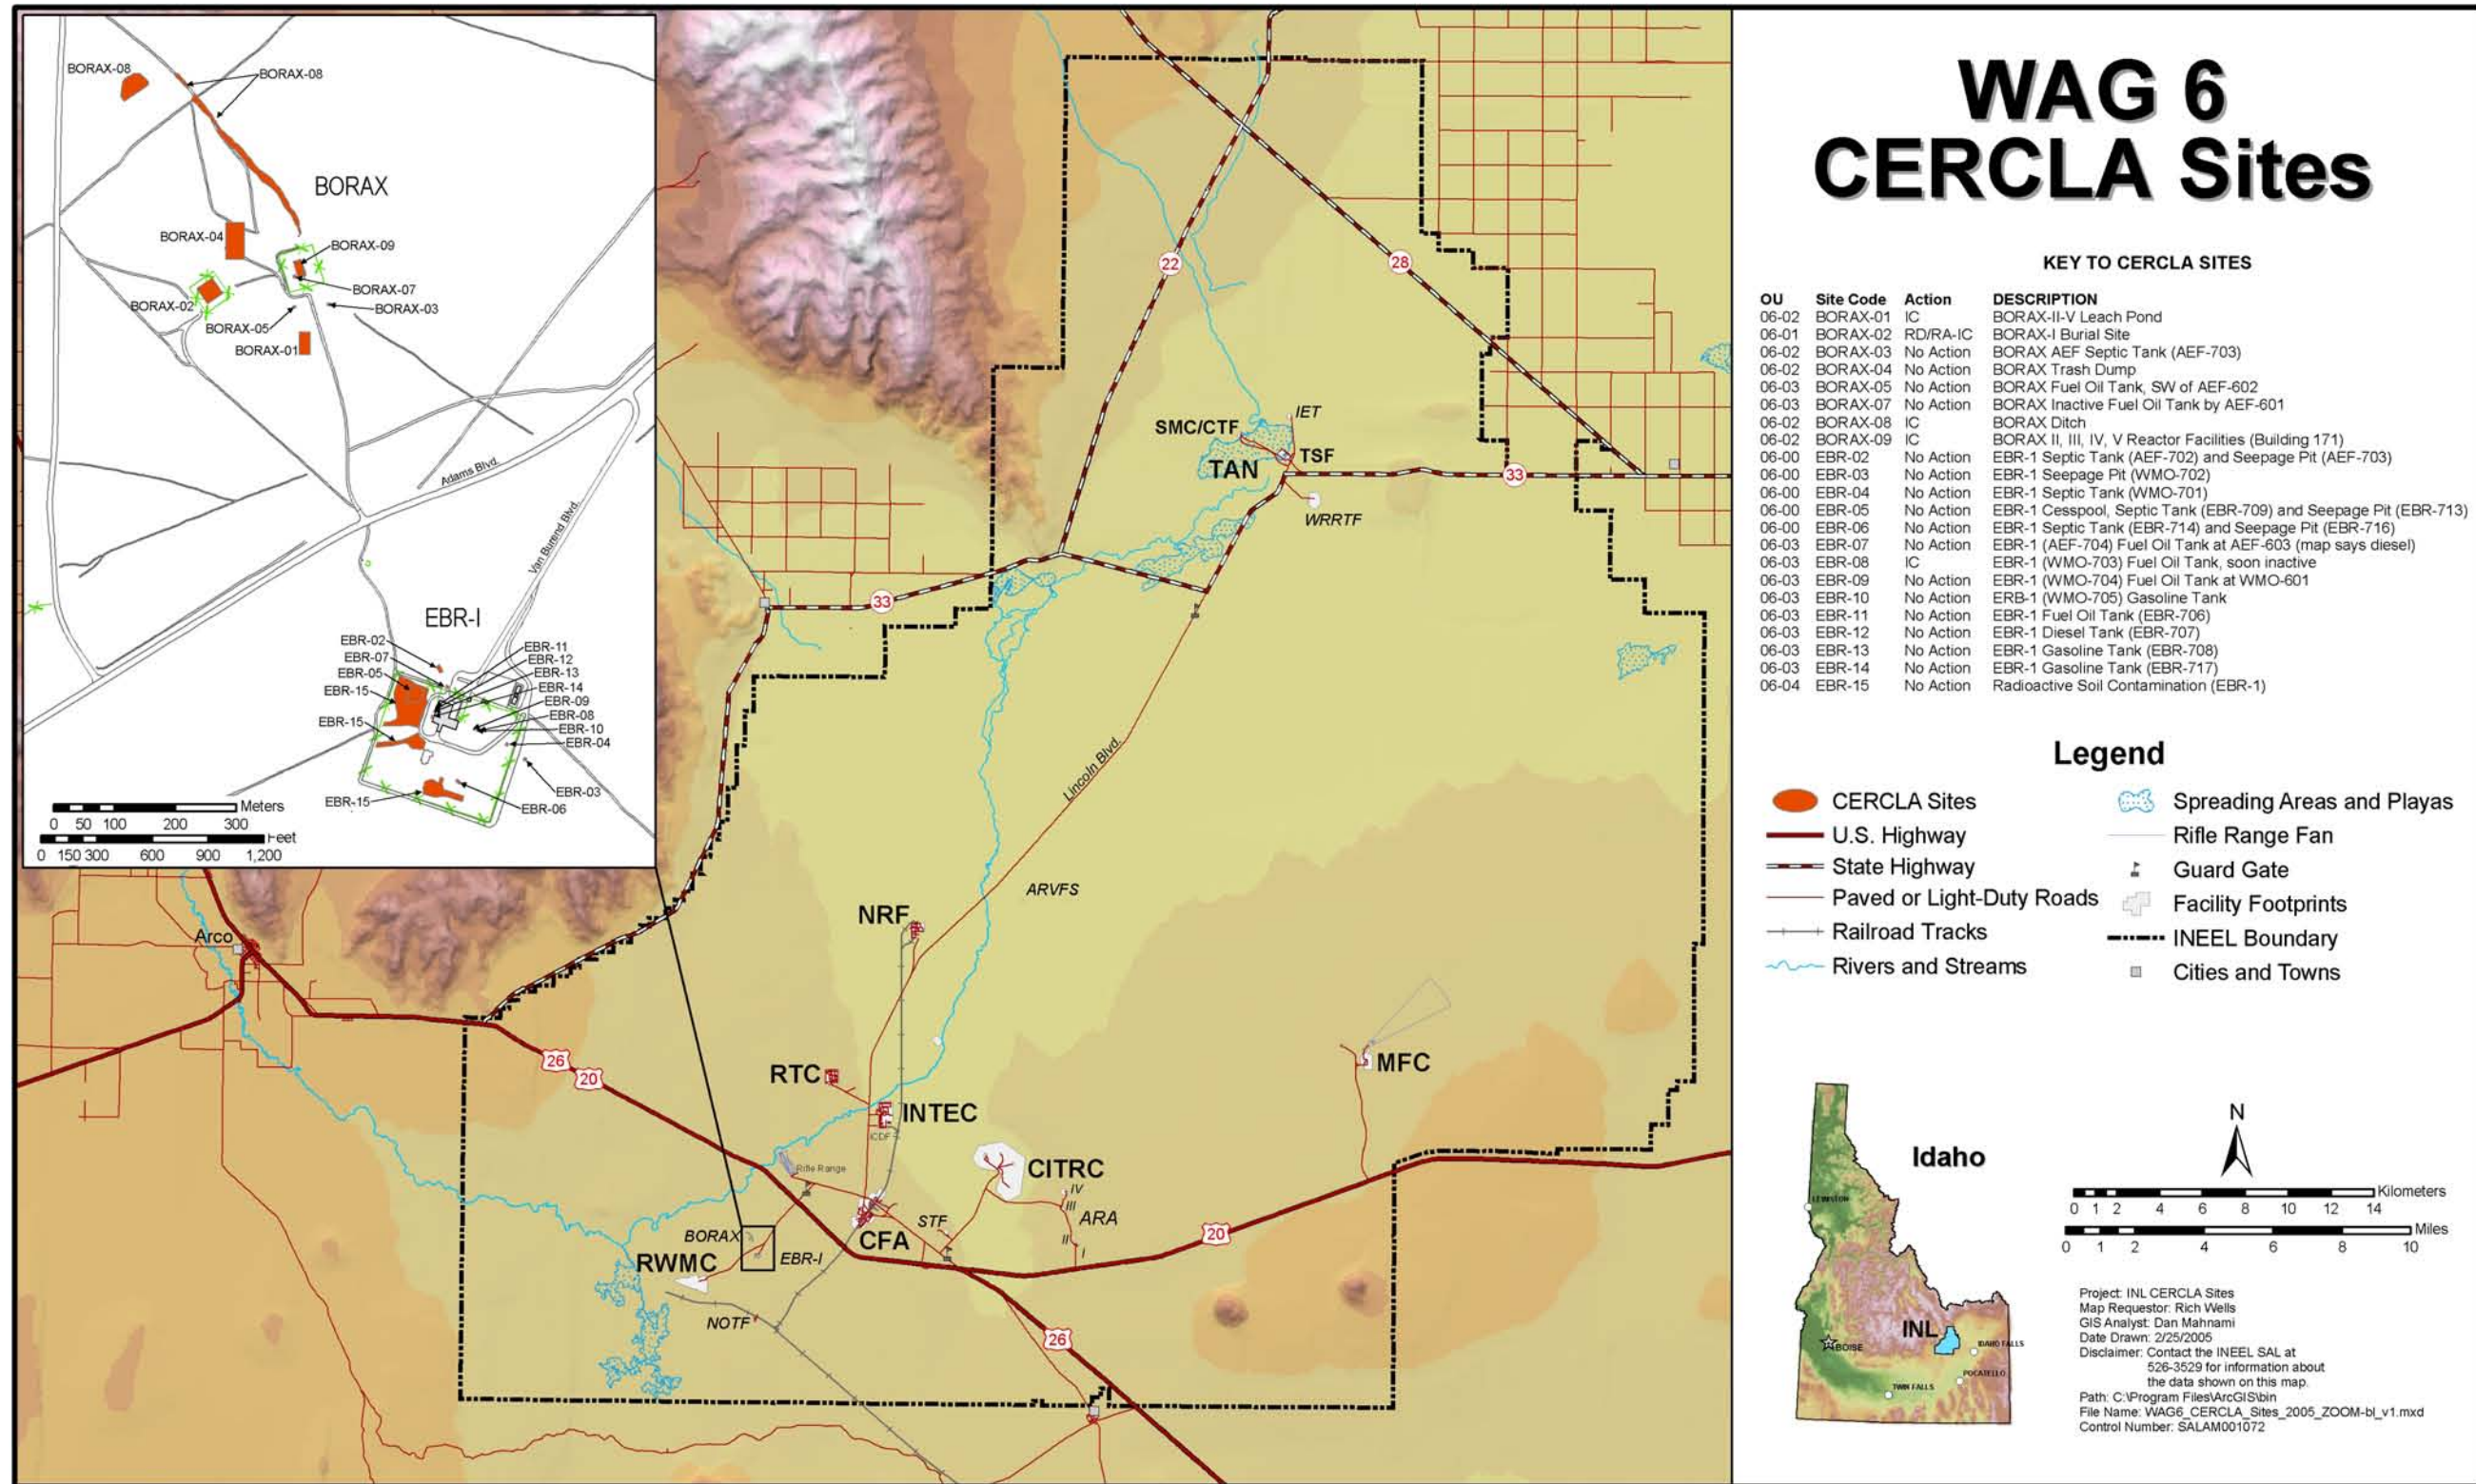 WAG 6
CERCLA Sites
KEY TO CERCLA SITES
OU Site Code Action DESCRIPTION
06-02 BORAX-01 IC BORAX-II-V Leach Pond
06-01 BORAX-02 RD/RA-IC BORAX-I Burial Site
06-02 BORAX-03 No Action BORAX AEF Septic Tank (AEF-703)
06-02 BORAX-04 No Action BORAX Trash Dump
06-03 BORAX-05 No Action BORAX Fuel Oil Tank, SW of AEF-602
06-03 BORAX-07 No Action BORAX Inactive Fuel Oil Tank by AEF-601
06-02 BORAX-08 IC BORAX Ditch
06-02 BORAX-09 IC BORAX II, III, IV, V Reactor Facilities (Building 171)
06-00 EBR-02 No Action EBR-1 Septic Tank (AEF-702) and Seepage Pit (AEF-703)
06-00 EBR-03 No Action EBR-1 Seepage Pit (WMO-702)
06-00 EBR-04 No Action EBR-1 Septic Tank (WMO-701)
06-00 EBR-05 No Action EBR-1 Cesspool, Septic Tank (EBR-709) and Seepage Pit (EBR-713)
06-00 EBR-06 No Action EBR-1 Septic Tank (EBR-714) and Seepage Pit (EBR-716)
06-03 EBR-07 No Action EBR-1 (AEF-704) Fuel Oil Tank at AEF-603 (map says diesel)
06-03 EBR-08 IC EBR-1 (WMO-703) Fuel Oil Tank, soon inactive
06-03 EBR-09 No Action EBR-1 (WMO-704) Fuel Oil Tank at WMO-601
06-03 EBR-10 No Action ERB-1 (WMO-705) Gasoline Tank
06-03 EBR-11 No Action EBR-1 Fuel Oil Tank (EBR-706)
06-03 EBR-12 No Action EBR-1 Diesel Tank (EBR-707)
06-03 EBR-13 No Action EBR-1 Gasoline Tank (EBR-708)
06-03 EBR-14 No Action EBR-1 Gasoline Tank (EBR-717)
06-04 EBR-15 No Action Radioactive Soil Contamination (EBR-1)
Legend
CERCLA Sites
U.S. Highway
State Highway
Paved or Light-Duty Roads
Railroad Tracks
Rivers and Streams
Spreading Areas and Playas
Rifle Range Fan
Guard Gate
Facility Footprints
INEEL Boundary
Cities and Towns
Idaho
LEWISTON
BOISE
INL
IDAHO FALLS
POCATELLO
TWIN FALLS
N
Kilometers
0 1 2 4 6 8 10 12 14
Miles
0 1 2 4 6 8 10
Project: INL CERCLA Sites
Map Requestor: Rich Wells
GIS Analyst: Dan Mahnami
Date Drawn: 2/25/2005
Disclaimer: Contact the INEEL SAL at
526-3529 for information about
the data shown on this map.
Path: C:\Program Files\ArcGIS\bin
File Name: WAG6_CERCLA_Sites_2005_ZOOM-bl_v1.mxd
Control Number: SALAM001072
BORAX-08
BORAX-08
BORAX
BORAX-04
BORAX-09
BORAX-07
BORAX-02
BORAX-03
BORAX-05
BORAX-01
Adams Blvd.
Van Burend Blvd.
EBR-I
EBR-02
EBR-07
EBR-05
EBR-15
EBR-15
EBR-15
EBR-11
EBR-12
EBR-13
EBR-14
EBR-09
EBR-08
EBR-10
EBR-04
EBR-03
EBR-06
Meters
0 50 100 200 300
Feet
0 150 300 600 900 1,200
22
28
SMC/CTF
IET
TAN
TSF
33
WRRTF
33
Lincoln Blvd.
ARVFS
NRF
Arco
26
20
RTC
INTEC
ICDF
MFC
Rifle Range
CITRC
IV
III
ARA
II
I
STF
CFA
20
BORAX
EBR-I
RWMC
NOTF
26